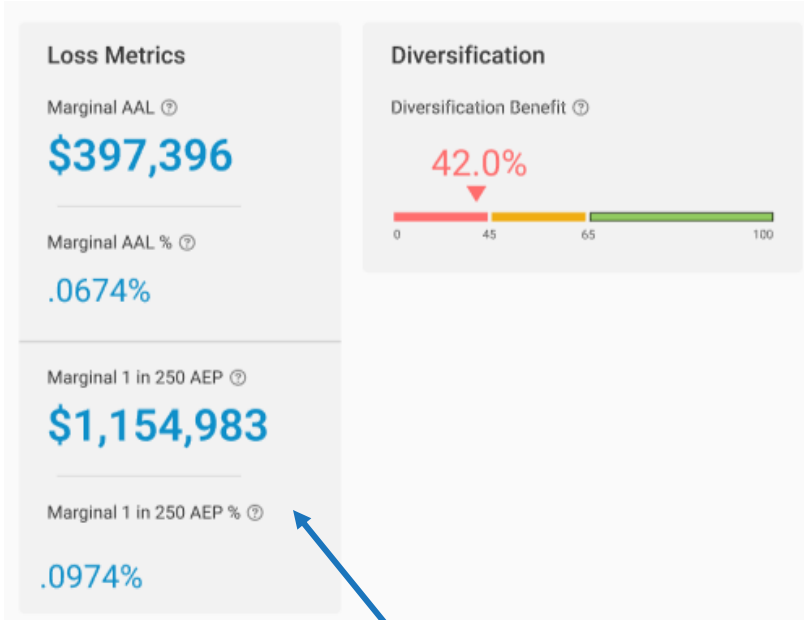 Loss Metrics
Marginal AAL ?
$397,396
Marginal AAL % ?
.0674%
Marginal 1 in 250 AEP ?
$1,154,983
Marginal 1 in 250 AEP % ?
.0974%
Diversification
Diversification Benefit ?
42.0%
0 45 65 100